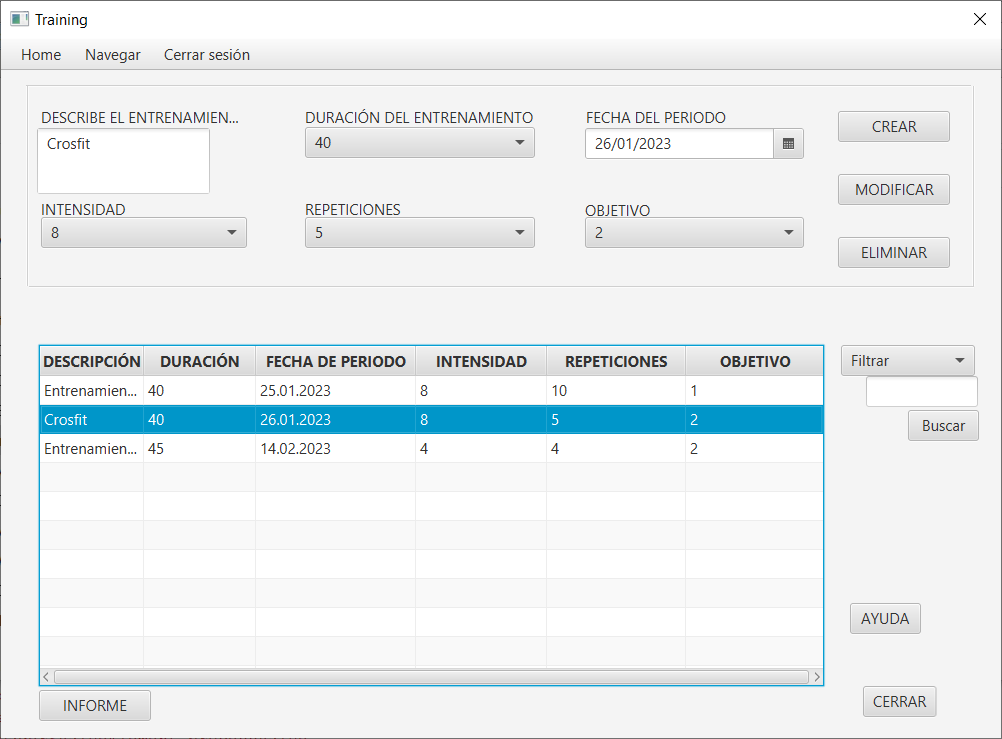 Training
Home Navegar Cerrar sesión
DESCRIBE EL ENTRENAMIEN... DURACIÓN DEL ENTRENAMIENTO FECHA DEL PERIODO
Crosfit 40 26/01/2023 CREAR
MODIFICAR
INTENSIDAD REPETICIONES OBJETIVO
8 5 2
ELIMINAR
DESCRIPCIÓN DURACIÓN FECHA DE PERIODO INTENSIDAD REPETICIONES OBJETIVO Filtrar
Entrenamien... 40 25.01.2023 8 10 1
Crosfit 40 26.01.2023 8 5 2 Buscar
Entrenamien... 45 14.02.2023 4 4 2
AYUDA
INFORME CERRAR